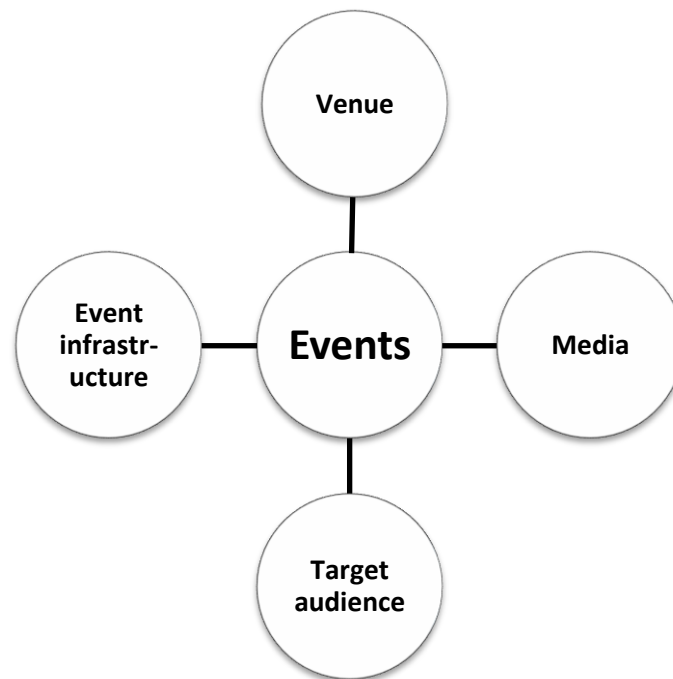 Venue
Event
infrastr-
ucture
Events
Media
Target
audience